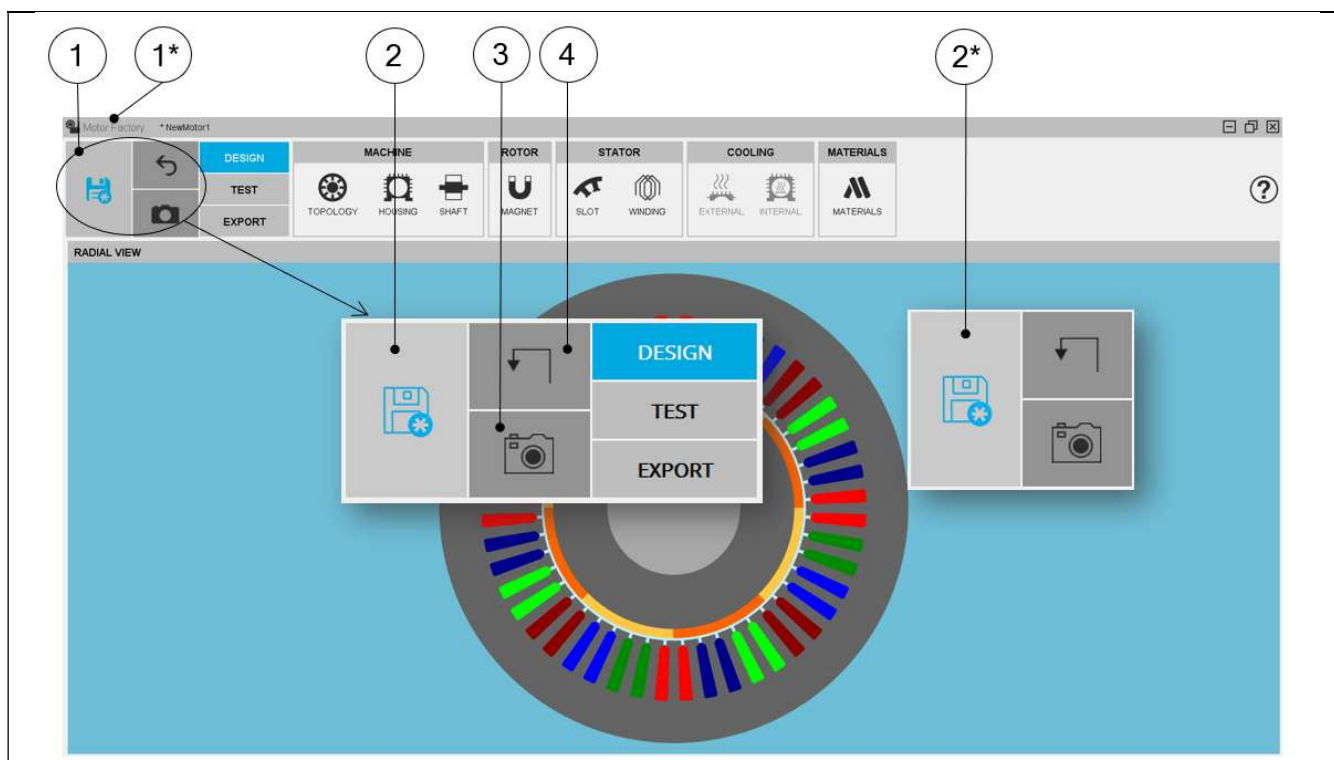 1 1* 2 3 4 2*
Motor Factory * NewMotor1
DESIGN
TEST
EXPORT
MACHINE ROTOR STATOR COOLING MATERIALS
TOPOLOGY HOUSING SHAFT MAGNET SLOT WINDING EXTERNAL INTERNAL MATERIALS
?
RADIAL VIEW
DESIGN
TEST
EXPORT